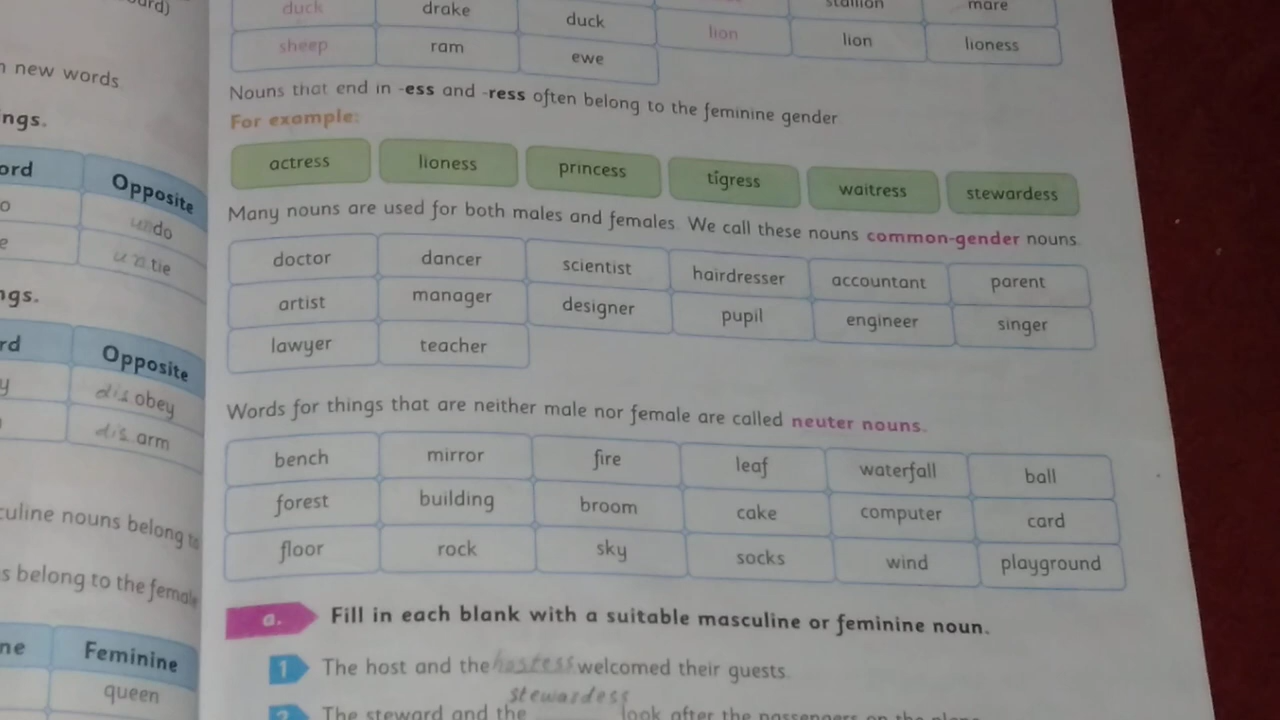 ourd)
n new words.
ngs.
ord Opposite
o undo
e untie
ngs.
rd Opposite
y disobey
disarm
culine nouns belong to
s belong to the female
ne Feminine
queen
duck drake duck stallion mare
sheep ram ewe lion lion lioness
Nouns that end in -ess and -ress often belong to the feminine gender.
For example:
actress lioness princess tigress waitress stewardess
Many nouns are used for both males and females. We call these nouns common-gender nouns.
doctor dancer scientist hairdresser accountant parent
artist manager designer pupil engineer singer
lawyer teacher
Words for things that are neither male nor female are called neuter nouns.
bench mirror fire leaf waterfall ball
forest building broom cake computer card
floor rock sky socks wind playground
a. Fill in each blank with a suitable masculine or feminine noun.
1 The host and the hostess welcomed their guests.
stewardess
2 The steward and the ______ look after the passengers on the plane.